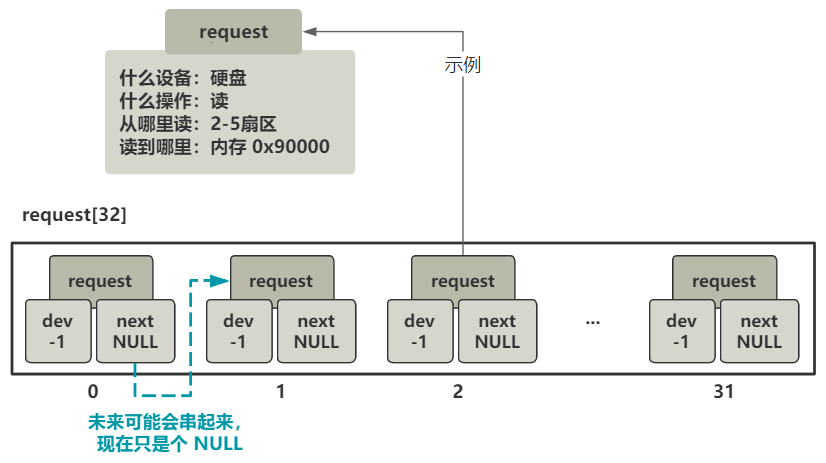 request
示例
什么设备：硬盘
什么操作：读
从哪里读：2-5扇区
读到哪里：内存 0x90000
request[32]
request request request request
dev next dev next dev next ... dev next
-1 NULL -1 NULL -1 NULL -1 NULL
0 1 2 31
未来可能会串起来，
现在只是个 NULL